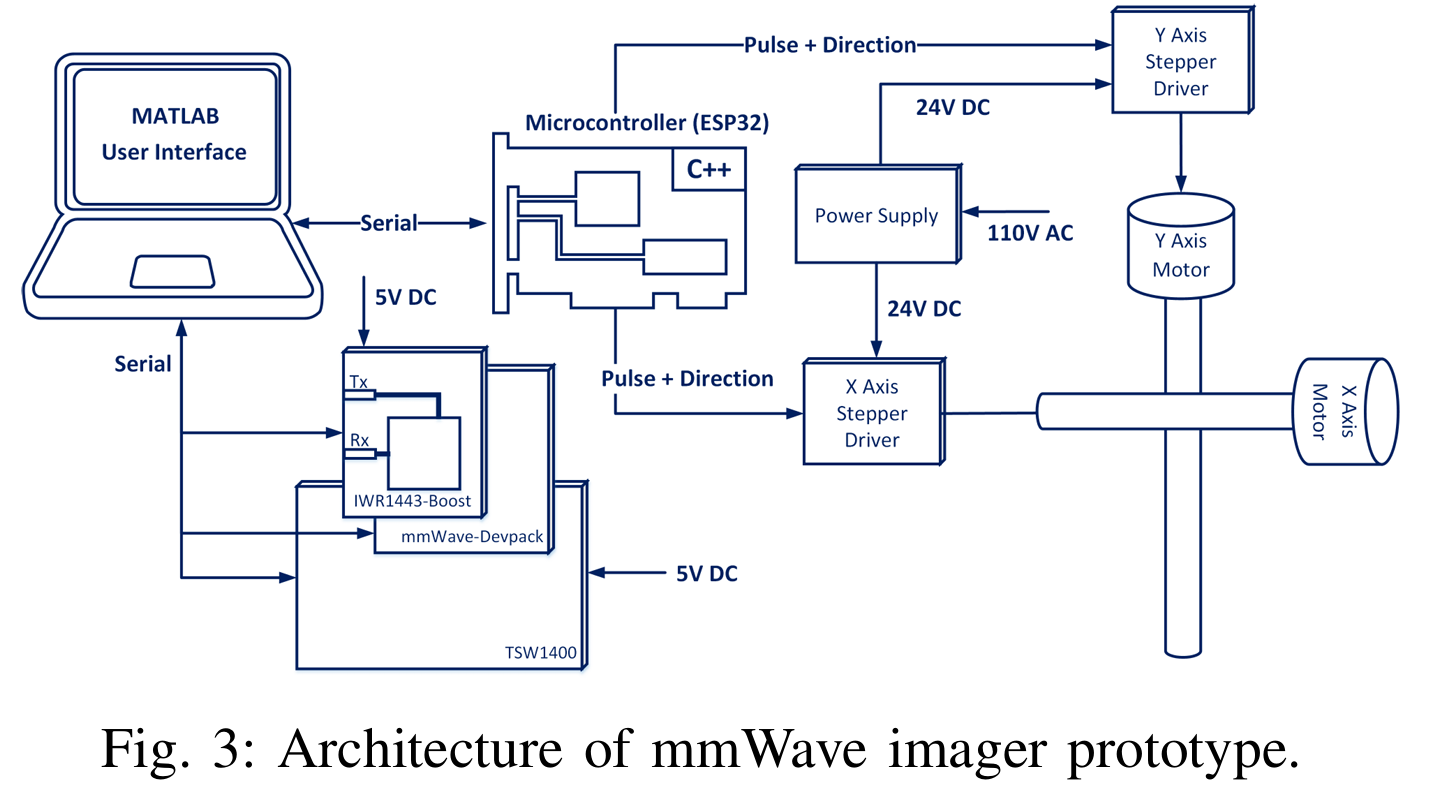 MATLAB
User Interface
Serial
Microcontroller (ESP32)
C++
Pulse + Direction
Y Axis
Stepper
Driver
24V DC
Power Supply
110V AC
Y Axis
Motor
24V DC
5V DC
Serial
Pulse + Direction
X Axis
Stepper
Driver
X Axis
Motor
Tx
Rx
IWR1443-Boost
mmWave-Devpack
5V DC
TSW1400
Fig. 3: Architecture of mmWave imager prototype.